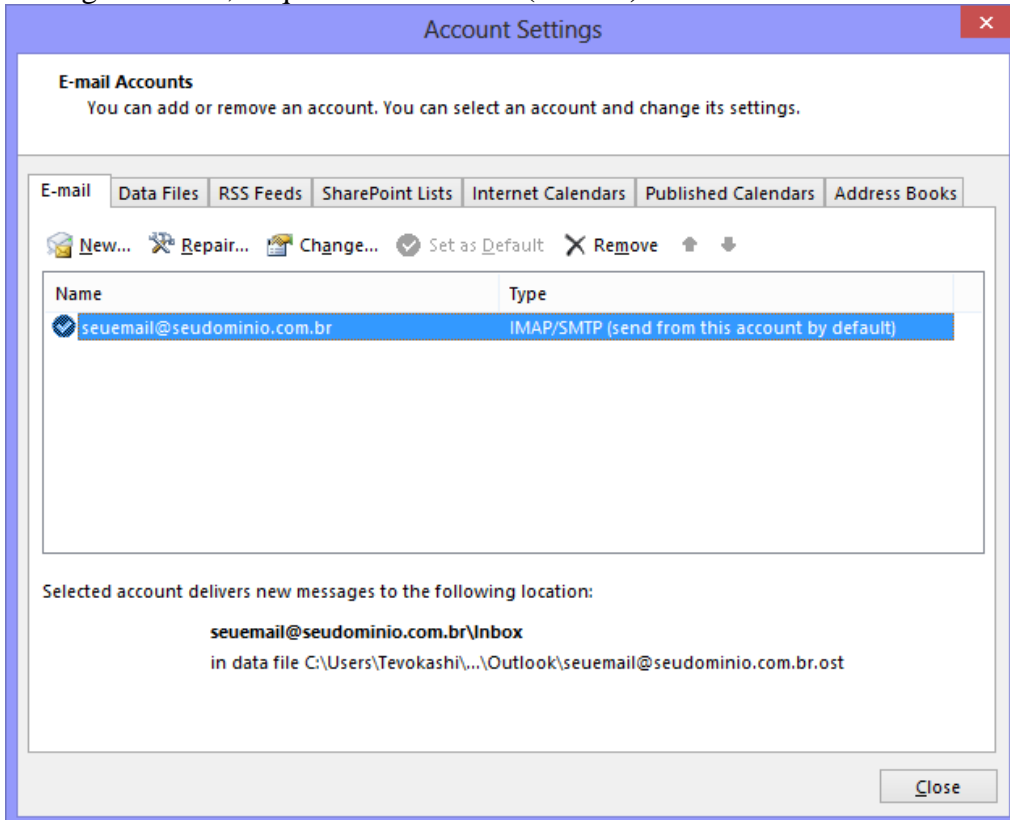 Account Settings
E-mail Accounts
You can add or remove an account. You can select an account and change its settings.
E-mail Data Files RSS Feeds SharePoint Lists Internet Calendars Published Calendars Address Books
New... Repair... Change... Set as Default Remove
Name Type
seuemail@seudominio.com.br IMAP/SMTP (send from this account by default)
Selected account delivers new messages to the following location:
seuemail@seudominio.com.br\Inbox
in data file C:\Users\Tevokashi\...\Outlook\seuemail@seudominio.com.br.ost
Close